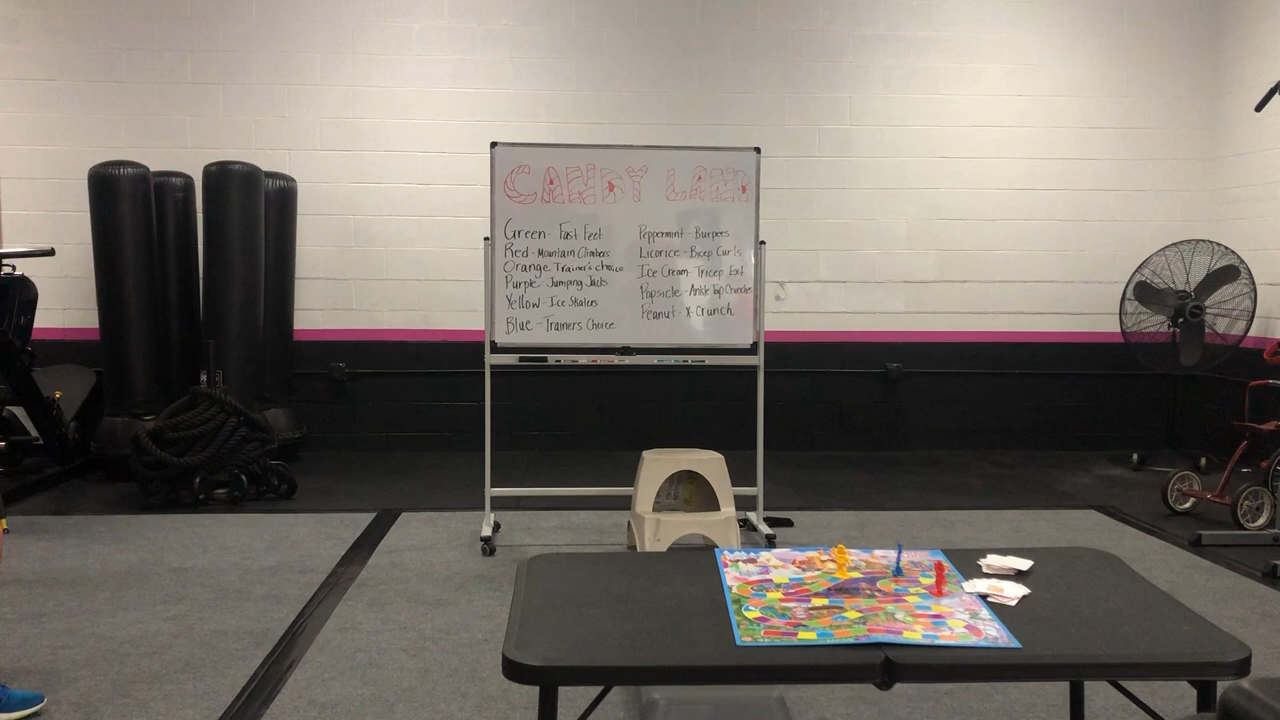 CANDY LAND
Green - Fast Feet
Red - Mountain Climbers
Orange Trainer's choice
Purple - Jumping Jacks
Yellow - Ice Skaters
Blue - Trainers Choice
Peppermint - Burpees
Licorice - Bicep Curls
Ice Cream - Tricep Ext
Popsicle - Ankle Tap Crunches
Peanut - X-Crunch